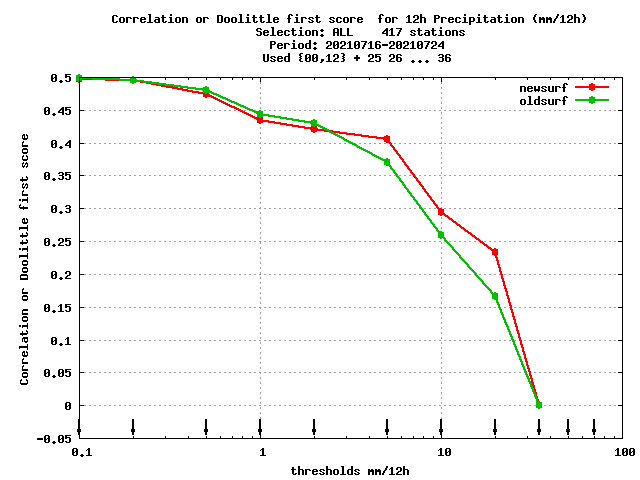 Correlation or Doolittle first score  for 12h Precipitation (mm/12h)
Selection: ALL    417 stations
Period: 20210716-20210724
Used {00,12} + 25 26 ... 36
newsurf
oldsurf
Correlation or Doolittle first score
0.5
0.45
0.4
0.35
0.3
0.25
0.2
0.15
0.1
0.05
0
-0.05
0.1 1 10 100
thresholds mm/12h